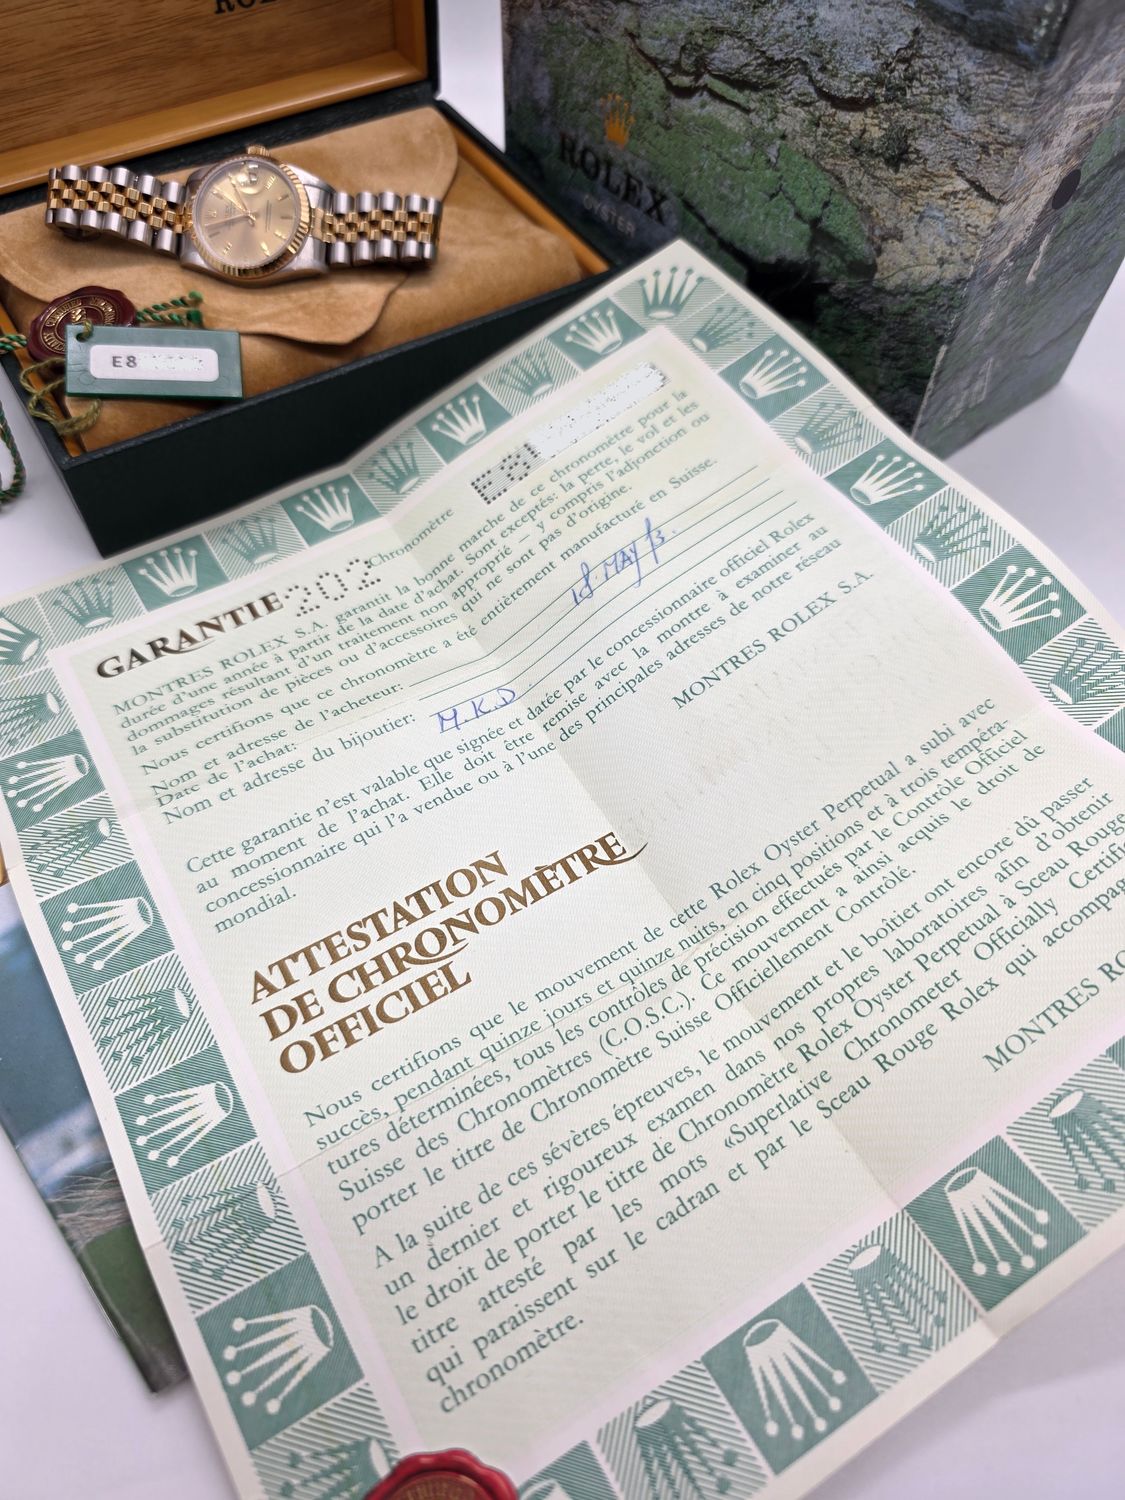 ROLEX
OYSTER
E8
E8
GARANTIE 202
Chronomètre
MONTRES ROLEX S.A. garantit la bonne marche de ce chronomètre pour la
durée d'une année à partir de la date d'achat. Sont exceptés: la perte, le vol et les
dommages résultant d'un traitement non approprié – y compris l'adjonction ou
la substitution de pièces ou d'accessoires qui ne sont pas d'origine.
Nous certifions que ce chronomètre a été entièrement manufacturé en Suisse.
Nom et adresse de l'acheteur:
Date de l'achat: 18. MAY
Nom et adresse du bijoutier: M.K.D
Cette garantie n'est valable que signée et datée par le concessionnaire officiel Rolex
au moment de l'achat. Elle doit être remise avec la montre à examiner au
concessionnaire qui l'a vendue ou à l'une des principales adresses de notre réseau
mondial.
MONTRES ROLEX S.A.
ATTESTATION
DE CHRONOMÈTRE
OFFICIEL
Nous certifions que le mouvement de cette Rolex Oyster Perpetual a subi avec
succès, pendant quinze jours et quinze nuits, en cinq positions et à trois tempéra-
tures déterminées, tous les contrôles de précision effectués par le Contrôle Officiel
Suisse des Chronomètres (C.O.S.C.). Ce mouvement a ainsi acquis le droit de
porter le titre de Chronomètre Suisse Officiellement Contrôlé.
A la suite de ces sévères épreuves, le mouvement et le boîtier ont encore dû passer
un dernier et rigoureux examen dans nos propres laboratoires afin d'obtenir
le droit de porter le titre de Chronomètre Rolex Oyster Perpetual à Sceau Rouge
titre attesté par les mots «Superlative Chronometer Officially Certifi
qui paraissent sur le cadran et par le Sceau Rouge Rolex qui accompag
chronomètre.
MONTRES RO